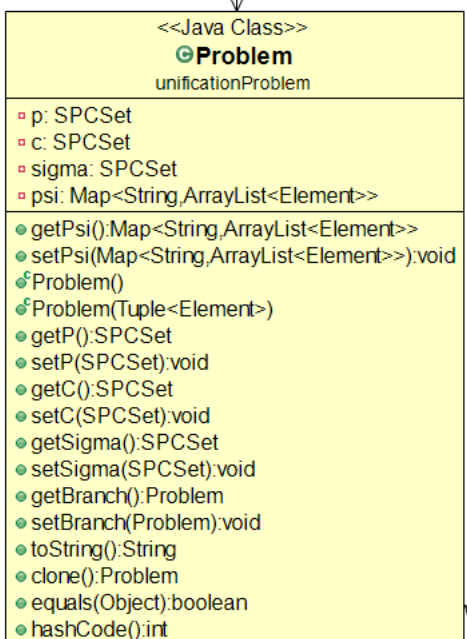 <<Java Class>>
Problem
unificationProblem
p: SPCSet
c: SPCSet
sigma: SPCSet
psi: Map<String,ArrayList<Element>>
getPsi():Map<String,ArrayList<Element>>
setPsi(Map<String,ArrayList<Element>>):void
Problem()
Problem(Tuple<Element>)
getP():SPCSet
setP(SPCSet):void
getC():SPCSet
setC(SPCSet):void
getSigma():SPCSet
setSigma(SPCSet):void
getBranch():Problem
setBranch(Problem):void
toString():String
clone():Problem
equals(Object):boolean
hashCode():int